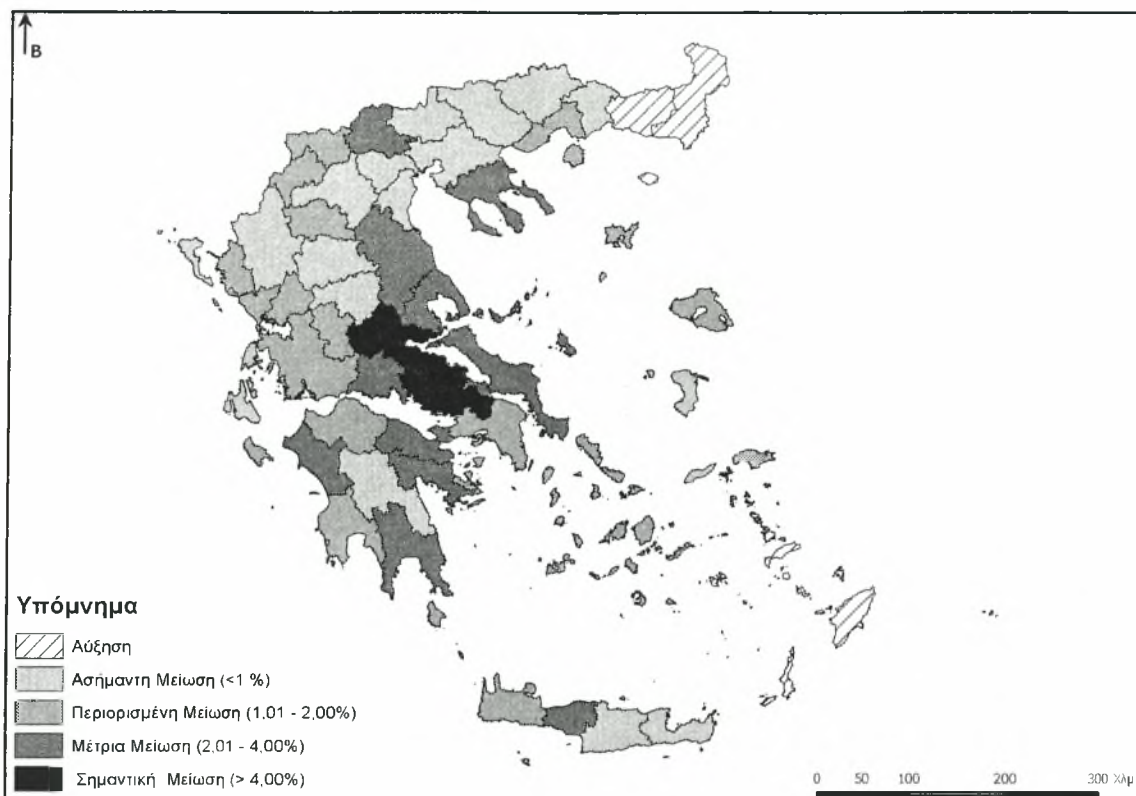 Β
Υπόμνημα
Αύξηση
Ασήμαντη Μείωση (<1 %)
Περιορισμένη Μείωση (1,01 - 2,00%)
Μέτρια Μείωση (2,01 - 4,00%)
Σημαντική Μείωση (> 4,00%)
0 50 100 200 300 Χλμ